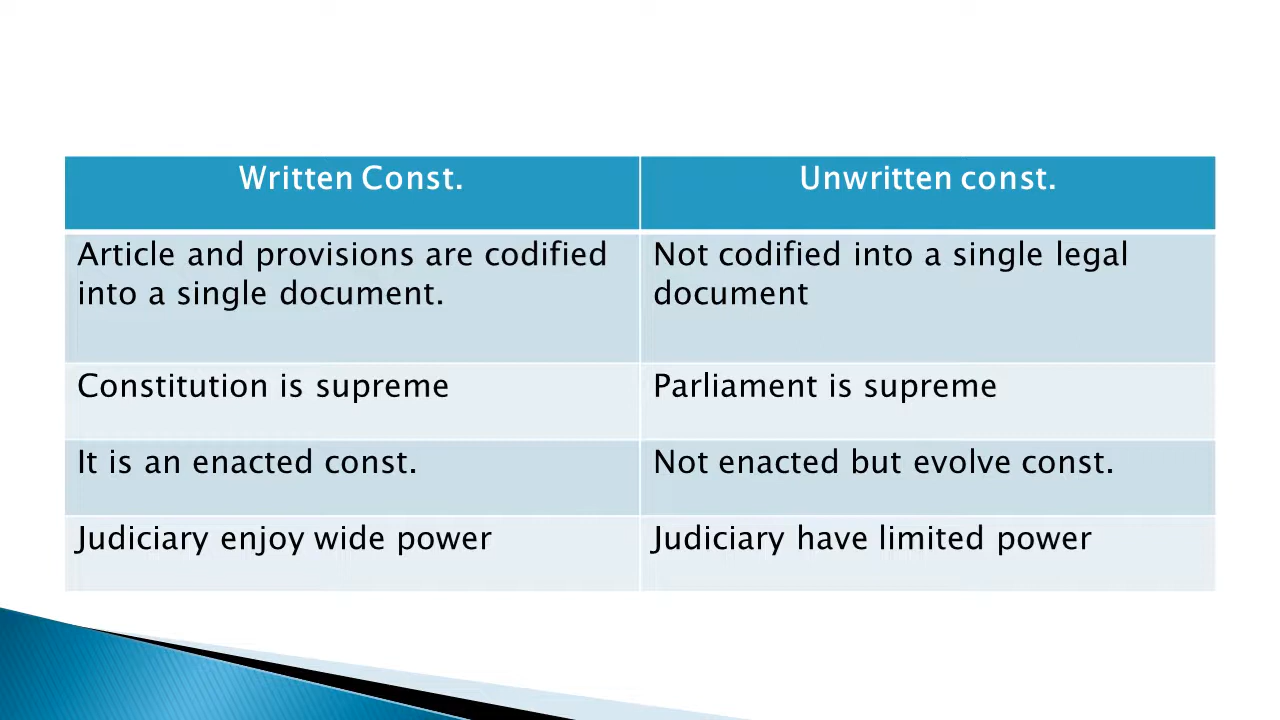 Written Const.
Unwritten const.
Article and provisions are codified
into a single document.
Not codified into a single legal
document
Constitution is supreme
Parliament is supreme
It is an enacted const.
Not enacted but evolve const.
Judiciary enjoy wide power
Judiciary have limited power